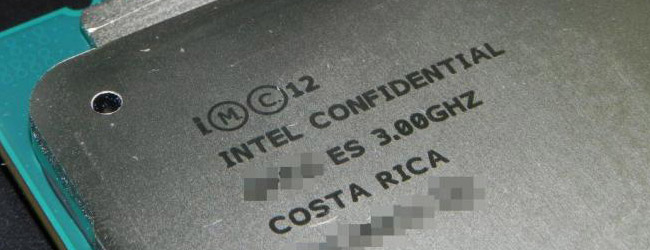 i Ⓜ Ⓒ 12
INTEL CONFIDENTIAL
ES 3.00GHZ
COSTA RICA